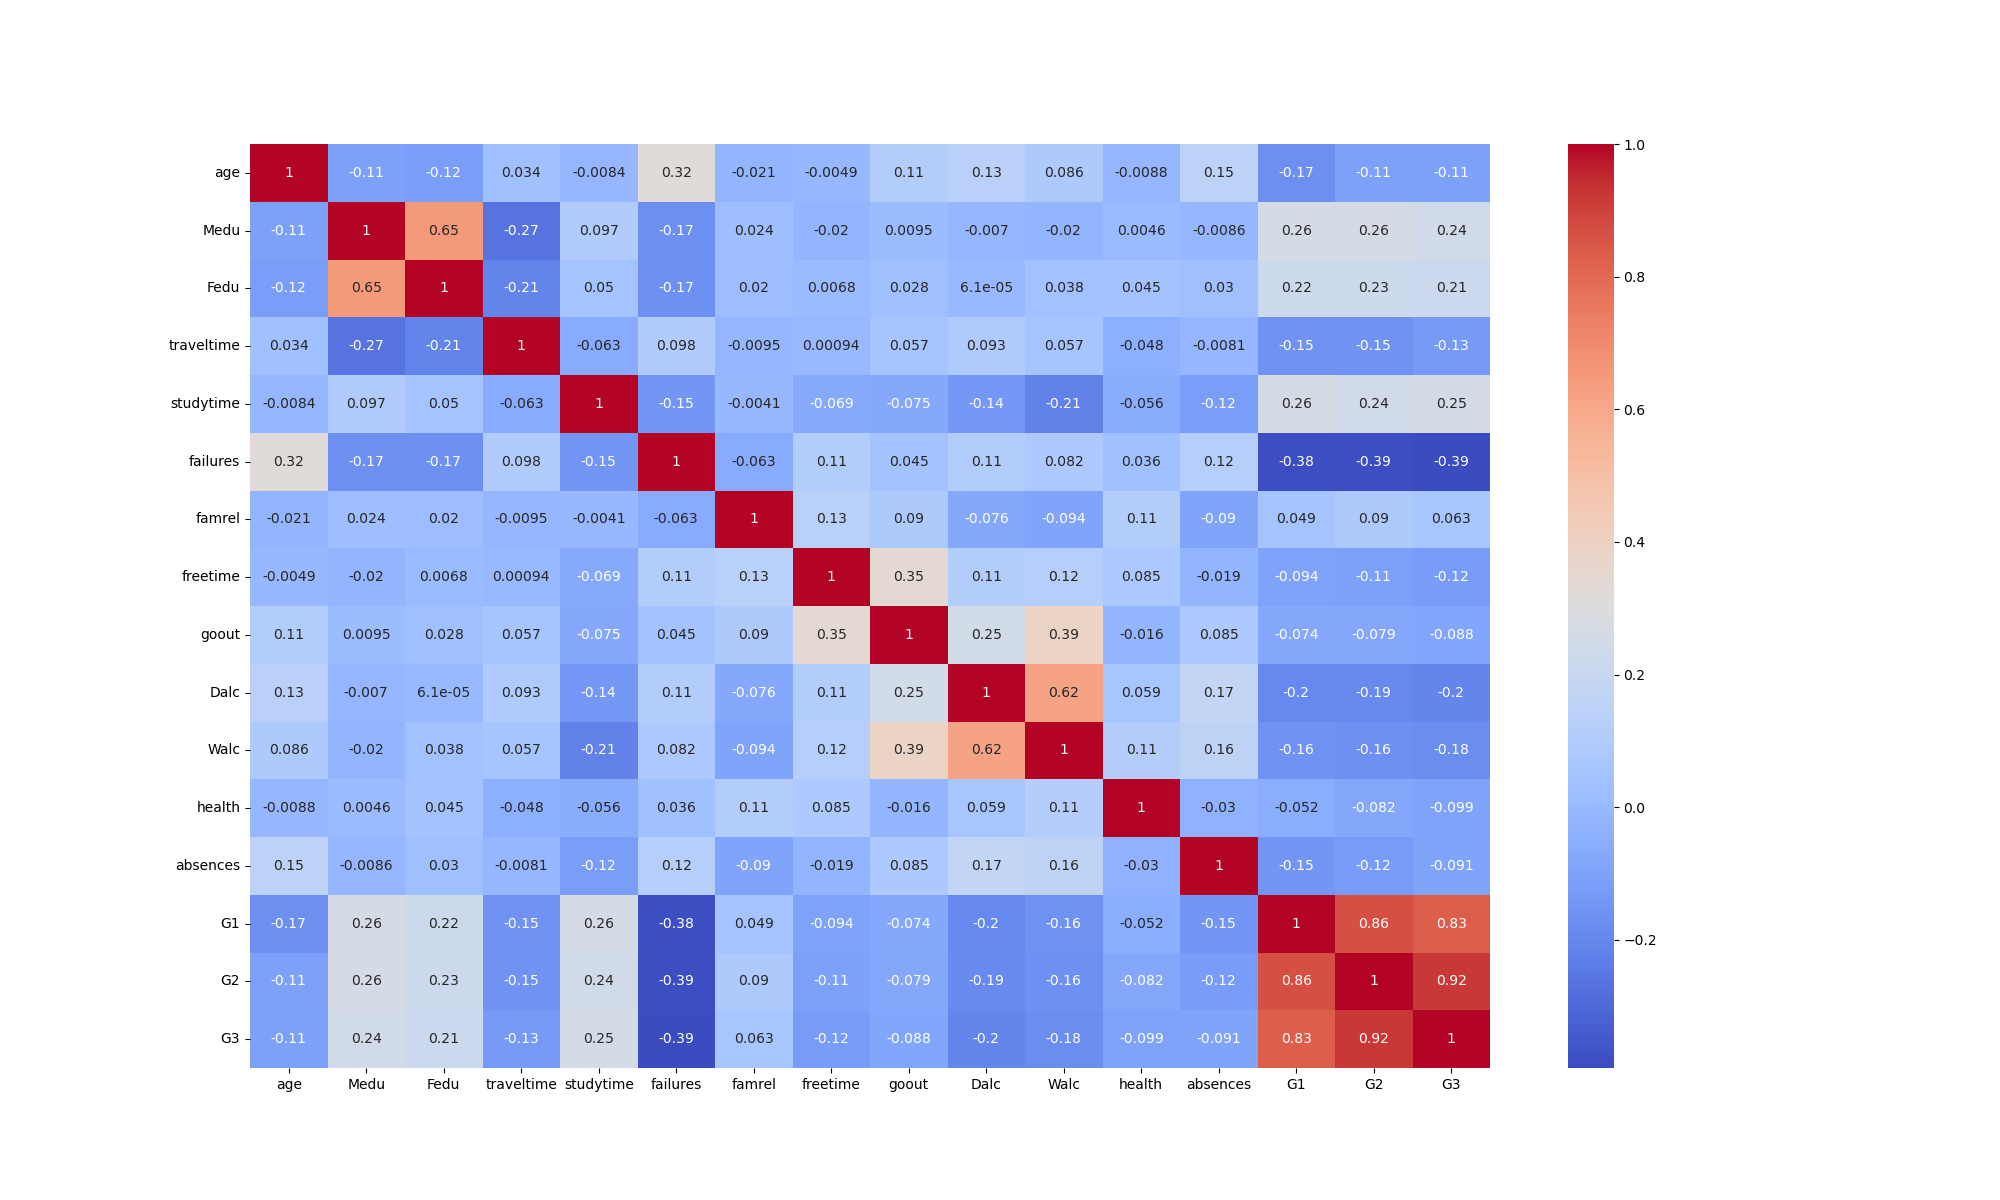 age 1 -0.11 -0.12 0.034 -0.0084 0.32 -0.021 -0.0049 0.11 0.13 0.086 -0.0088 0.15 -0.17 -0.11 -0.11
Medu -0.11 1 0.65 -0.27 0.097 -0.17 0.024 -0.02 0.0095 -0.007 -0.02 0.0046 -0.0086 0.26 0.26 0.24
Fedu -0.12 0.65 1 -0.21 0.05 -0.17 0.02 0.0068 0.028 6.1e-05 0.038 0.045 0.03 0.22 0.23 0.21
traveltime 0.034 -0.27 -0.21 1 -0.063 0.098 -0.0095 0.00094 0.057 0.093 0.057 -0.048 -0.0081 -0.15 -0.15 -0.13
studytime -0.0084 0.097 0.05 -0.063 1 -0.15 -0.0041 -0.069 -0.075 -0.14 -0.21 -0.056 -0.12 0.26 0.24 0.25
failures 0.32 -0.17 -0.17 0.098 -0.15 1 -0.063 0.11 0.045 0.11 0.082 0.036 0.12 -0.38 -0.39 -0.39
famrel -0.021 0.024 0.02 -0.0095 -0.0041 -0.063 1 0.13 0.09 -0.076 -0.094 0.11 -0.09 0.049 0.09 0.063
freetime -0.0049 -0.02 0.0068 0.00094 -0.069 0.11 0.13 1 0.35 0.11 0.12 0.085 -0.019 -0.094 -0.11 -0.12
goout 0.11 0.0095 0.028 0.057 -0.075 0.045 0.09 0.35 1 0.25 0.39 -0.016 0.085 -0.074 -0.079 -0.088
Dalc 0.13 -0.007 6.1e-05 0.093 -0.14 0.11 -0.076 0.11 0.25 1 0.62 0.059 0.17 -0.2 -0.19 -0.2
Walc 0.086 -0.02 0.038 0.057 -0.21 0.082 -0.094 0.12 0.39 0.62 1 0.11 0.16 -0.16 -0.16 -0.18
health -0.0088 0.0046 0.045 -0.048 -0.056 0.036 0.11 0.085 -0.016 0.059 0.11 1 -0.03 -0.052 -0.082 -0.099
absences 0.15 -0.0086 0.03 -0.0081 -0.12 0.12 -0.09 -0.019 0.085 0.17 0.16 -0.03 1 -0.15 -0.12 -0.091
G1 -0.17 0.26 0.22 -0.15 0.26 -0.38 0.049 -0.094 -0.074 -0.2 -0.16 -0.052 -0.15 1 0.86 0.83
G2 -0.11 0.26 0.23 -0.15 0.24 -0.39 0.09 -0.11 -0.079 -0.19 -0.16 -0.082 -0.12 0.86 1 0.92
G3 -0.11 0.24 0.21 -0.13 0.25 -0.39 0.063 -0.12 -0.088 -0.2 -0.18 -0.099 -0.091 0.83 0.92 1
age Medu Fedu traveltime studytime failures famrel freetime goout Dalc Walc health absences G1 G2 G3
1.0
0.8
0.6
0.4
0.2
0.0
−0.2